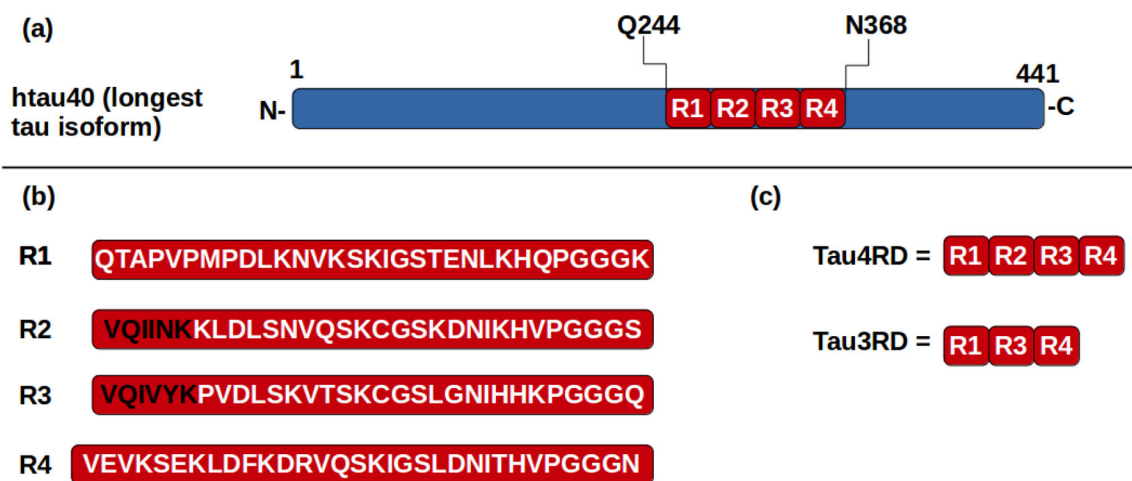 (a)
Q244 N368
1 441
htau40 (longest
tau isoform)
N- R1 R2 R3 R4 -C
(b) (c)
R1 QTAPVPMPDLKNVKSKIGSTENLKHQPGGGK
Tau4RD = R1 R2 R3 R4
R2 VQIINKKLDLSNVQSKCGSKDNIKHVPGGGS
Tau3RD = R1 R3 R4
R3 VQIVYKPVDLSKVTSKCGSLGNIHHKPGGGQ
R4 VEVKSEKLDFKDRVQSKIGSLDNITHVPGGGN